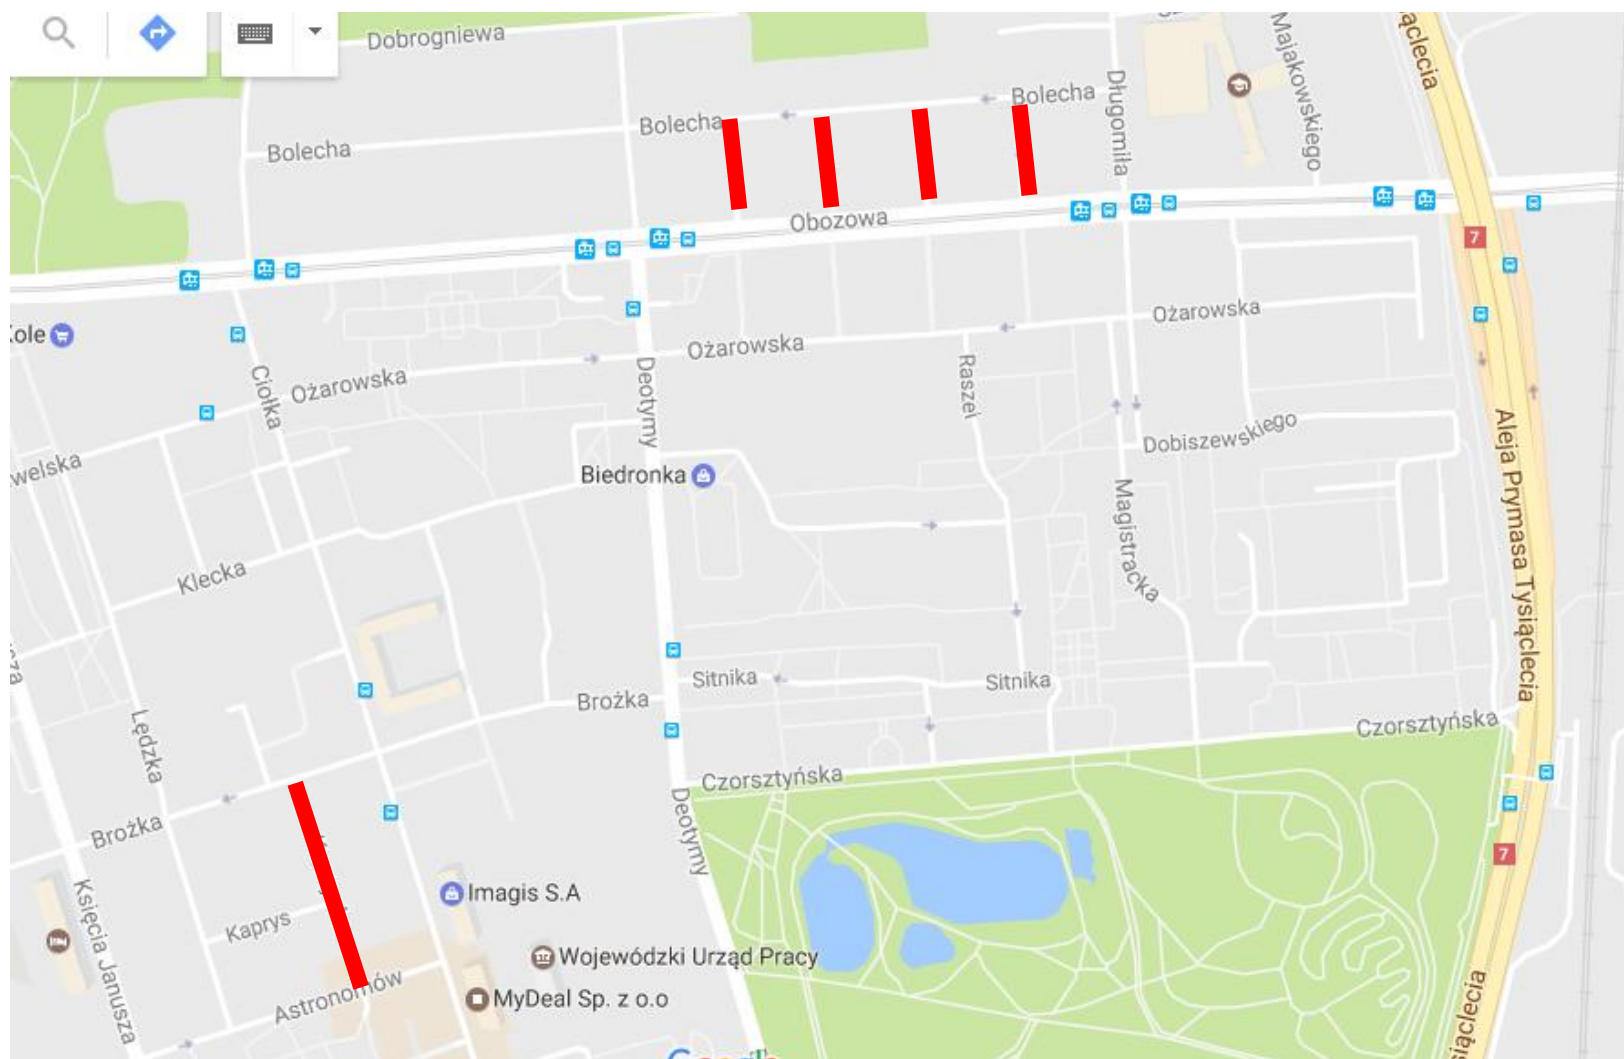 Dobrogniewa
Bolecha
Bolecha
Bolecha
Długomiła
Majakowskiego
Obozowa
7
Ożarowska
Ożarowska
Ożarowska
Ciołka
Deotymy
Raszei
Dobiszewskiego
Aleja Prymasa Tysiąclecia
Biedronka
Magistracka
Klecka
Sitnika
Sitnika
Brożka
Lędzka
Czorsztyńska
Czorsztyńska
Deotymy
Brożka
7
Księcia Janusza
Kaprys
Imagis S.A
Wojewódzki Urząd Pracy
MyDeal Sp. z o.o
Astronomów